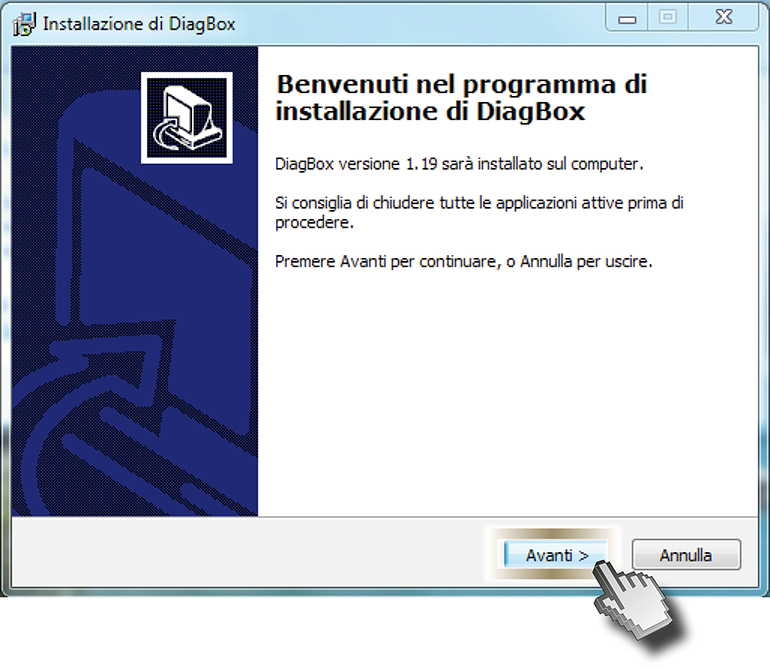 Installazione di DiagBox
Benvenuti nel programma di
installazione di DiagBox
DiagBox versione 1.19 sarà installato sul computer.
Si consiglia di chiudere tutte le applicazioni attive prima di
procedere.
Premere Avanti per continuare, o Annulla per uscire.
Avanti >
Annulla